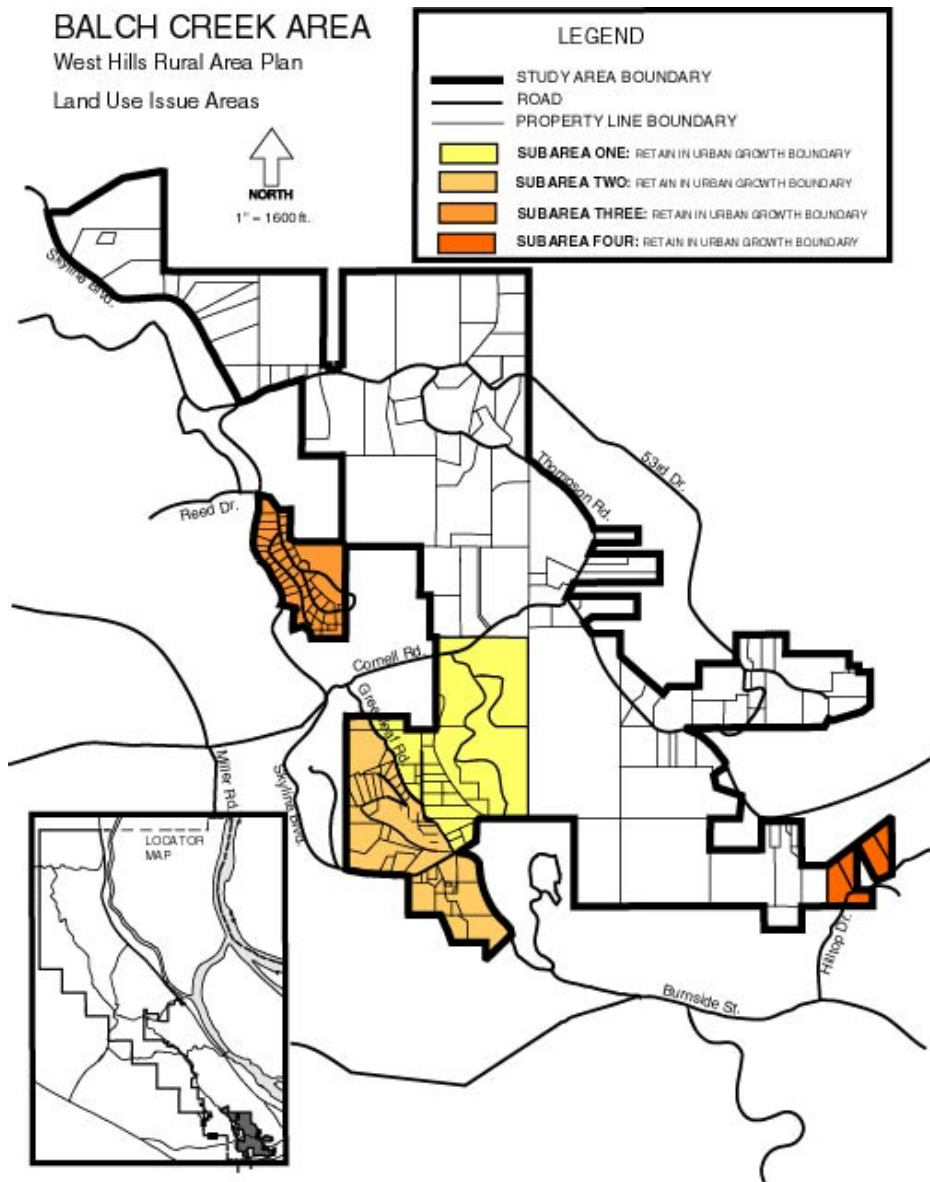 BALCH CREEK AREA
West Hills Rural Area Plan
Land Use Issue Areas
NORTH
1" = 1600 ft.
LEGEND
STUDY AREA BOUNDARY
ROAD
PROPERTY LINE BOUNDARY
SUBAREA ONE: RETAIN IN URBAN GROWTH BOUNDARY
SUBAREA TWO: RETAIN IN URBAN GROWTH BOUNDARY
SUBAREA THREE: RETAIN IN URBAN GROWTH BOUNDARY
SUBAREA FOUR: RETAIN IN URBAN GROWTH BOUNDARY
Skyline Blvd.
Thompson Rd.
53rd Dr.
Reed Dr.
Cornell Rd.
Greenleaf Rd.
Miller Rd.
Skyline Blvd.
Hilltop Dr.
Burnside St.
LOCATOR
MAP